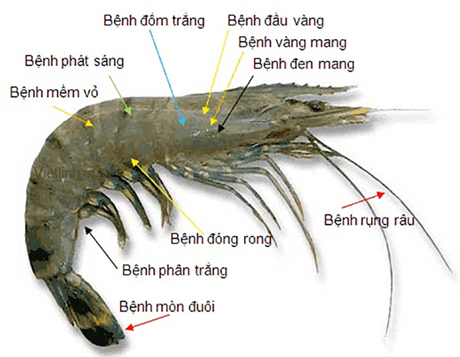 Bệnh đốm trắng
Bệnh đầu vàng
Bệnh vàng mang
Bệnh đen mang
Bệnh phát sáng
Bệnh mềm vỏ
Bệnh rụng râu
Bệnh đóng rong
Bệnh phân trắng
Bệnh mòn đuôi